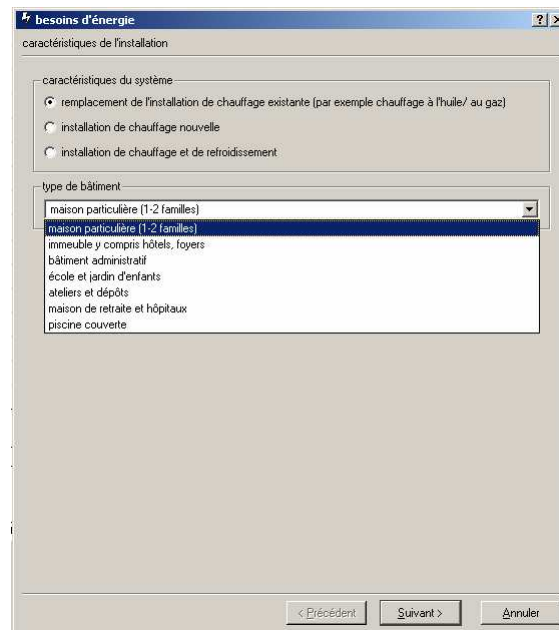 besoins d'énergie
caractéristiques de l'installation
caractéristiques du système
remplacement de l'installation de chauffage existante (par exemple chauffage à l'huile/ au gaz)
installation de chauffage nouvelle
installation de chauffage et de refroidissement
type de bâtiment
maison particulière (1-2 familles)
maison particulière (1-2 familles)
immeuble y compris hôtels, foyers
bâtiment administratif
école et jardin d'enfants
ateliers et dépôts
maison de retraite et hôpitaux
piscine couverte
< Précédent Suivant > Annuler